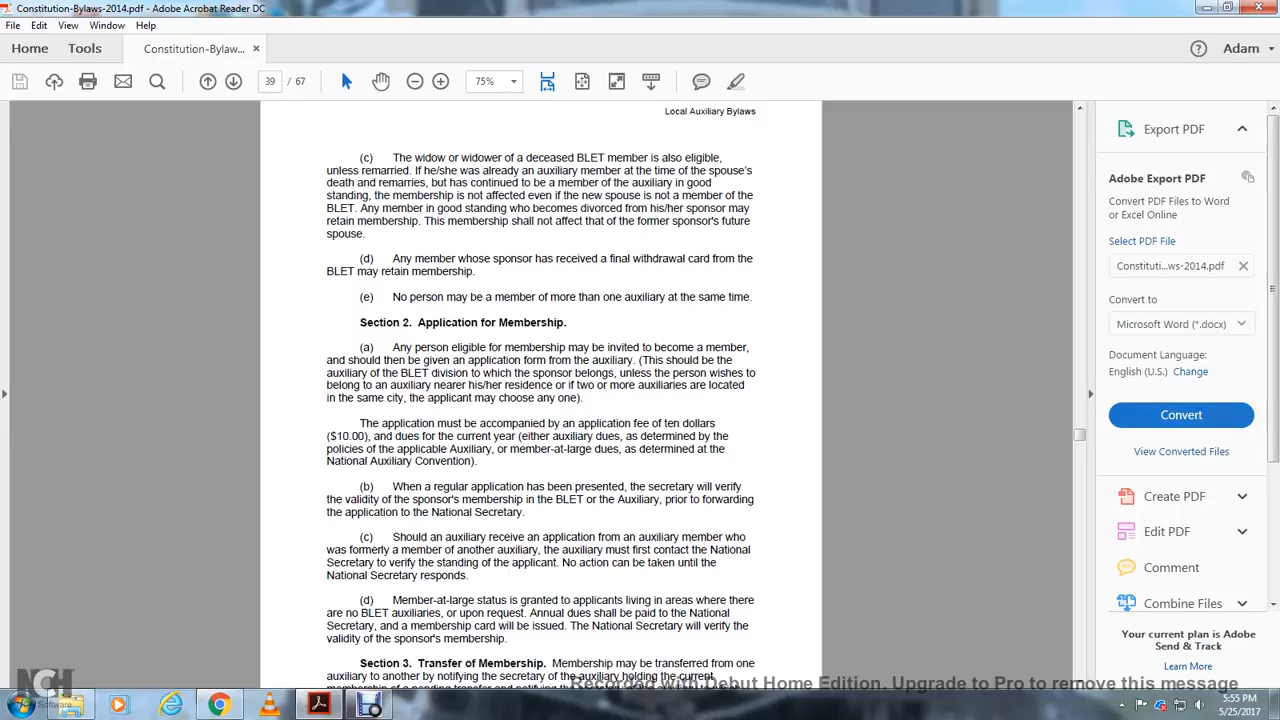 Constitution-Bylaws-2014.pdf - Adobe Acrobat Reader DC
File Edit View Window Help
Home Tools Constitution-Bylaw... × Adam
39 / 67 75%
Local Auxiliary Bylaws
(c) The widow or widower of a deceased BLET member is also eligible,
unless remarried. If he/she was already an auxiliary member at the time of the spouse's
death and remarries, but has continued to be a member of the auxiliary in good
standing, the membership is not affected even if the new spouse is not a member of the
BLET. Any member in good standing who becomes divorced from his/her sponsor may
retain membership. This membership shall not affect that of the former sponsor's future
spouse.
(d) Any member whose sponsor has received a final withdrawal card from the
BLET may retain membership.
(e) No person may be a member of more than one auxiliary at the same time.
Section 2. Application for Membership.
(a) Any person eligible for membership may be invited to become a member,
and should then be given an application form from the auxiliary. (This should be the
auxiliary of the BLET division to which the sponsor belongs, unless the person wishes to
belong to an auxiliary nearer his/her residence or if two or more auxiliaries are located
in the same city, the applicant may choose any one).
The application must be accompanied by an application fee of ten dollars
($10.00), and dues for the current year (either auxiliary dues, as determined by the
policies of the applicable Auxiliary, or member-at-large dues, as determined at the
National Auxiliary Convention).
(b) When a regular application has been presented, the secretary will verify
the validity of the sponsor's membership in the BLET or the Auxiliary, prior to forwarding
the application to the National Secretary.
(c) Should an auxiliary receive an application from an auxiliary member who
was formerly a member of another auxiliary, the auxiliary must first contact the National
Secretary to verify the standing of the applicant. No action can be taken until the
National Secretary responds.
(d) Member-at-large status is granted to applicants living in areas where there
are no BLET auxiliaries, or upon request. Annual dues shall be paid to the National
Secretary, and a membership card will be issued. The National Secretary will verify the
validity of the sponsor's membership.
Section 3. Transfer of Membership. Membership may be transferred from one
auxiliary to another by notifying the secretary of the auxiliary holding the current
Export PDF
Adobe Export PDF
Convert PDF Files to Word
or Excel Online
Select PDF File
Constituti...ws-2014.pdf
Convert to
Microsoft Word (*.docx)
Document Language:
English (U.S.) Change
Convert
View Converted Files
Create PDF
Edit PDF
Comment
Combine Files
Your current plan is Adobe
Send & Track
Learn More
NCH Software
Recorded with Debut Home Edition. Upgrade to Pro to remove this message
5:55 PM
5/25/2017